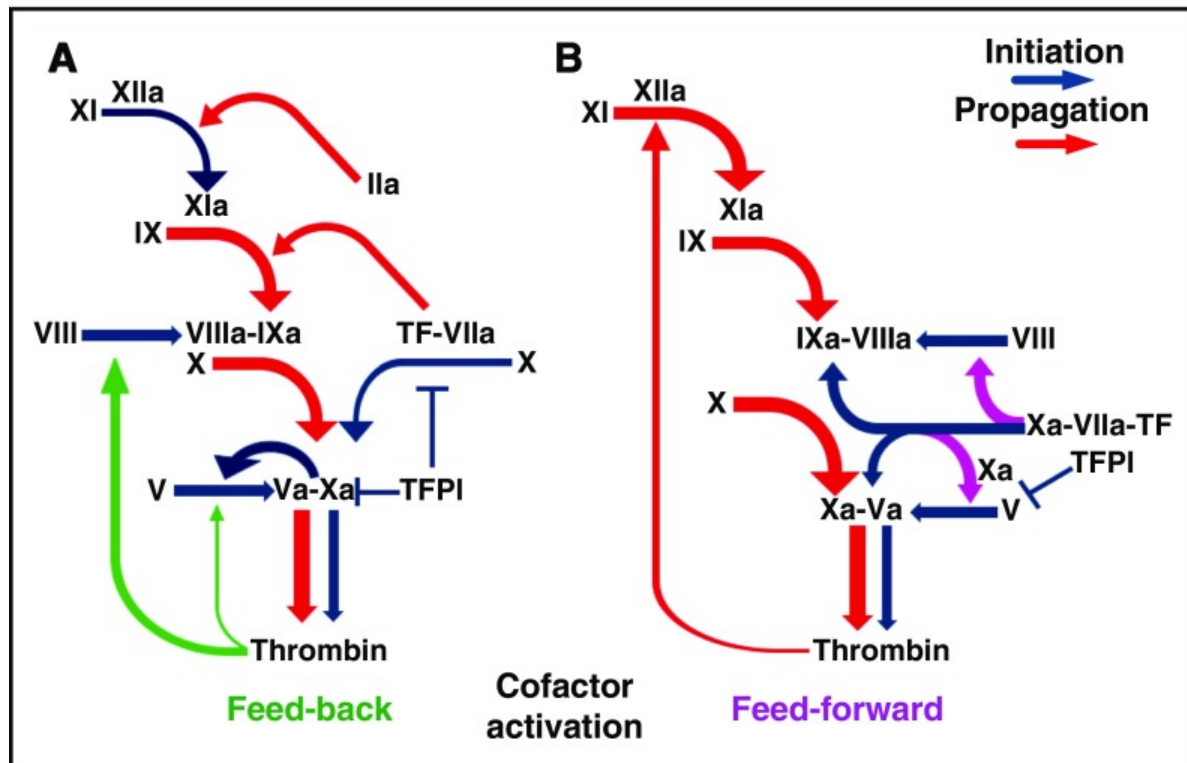 A
XIIa
XI
IIa
XIa
IX
VIII
VIIIa-IXa
TF-VIIa
X
X
V
Va-Xa
TFPI
Thrombin
Feed-back
Cofactor
activation
B
Initiation
Propagation
XIIa
XI
XIa
IX
IXa-VIIIa
VIII
X
Xa-VIIa-TF
Xa
TFPI
Xa-Va
V
Thrombin
Feed-forward